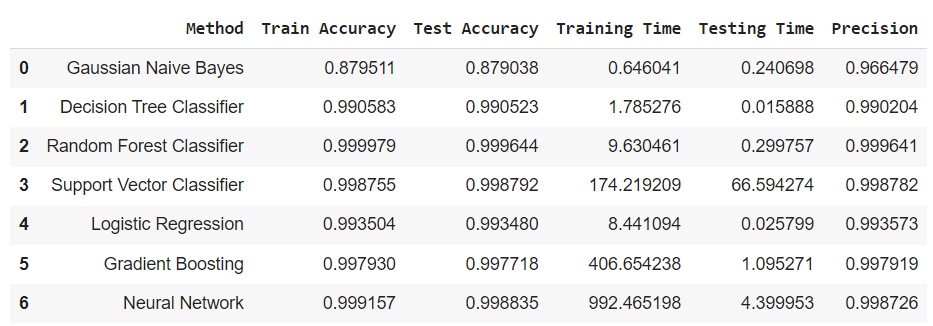 Method Train Accuracy Test Accuracy Training Time Testing Time Precision
0 Gaussian Naive Bayes 0.879511 0.879038 0.646041 0.240698 0.966479
1 Decision Tree Classifier 0.990583 0.990523 1.785276 0.015888 0.990204
2 Random Forest Classifier 0.999979 0.999644 9.630461 0.299757 0.999641
3 Support Vector Classifier 0.998755 0.998792 174.219209 66.594274 0.998782
4 Logistic Regression 0.993504 0.993480 8.441094 0.025799 0.993573
5 Gradient Boosting 0.997930 0.997718 406.654238 1.095271 0.997919
6 Neural Network 0.999157 0.998835 992.465198 4.399953 0.998726